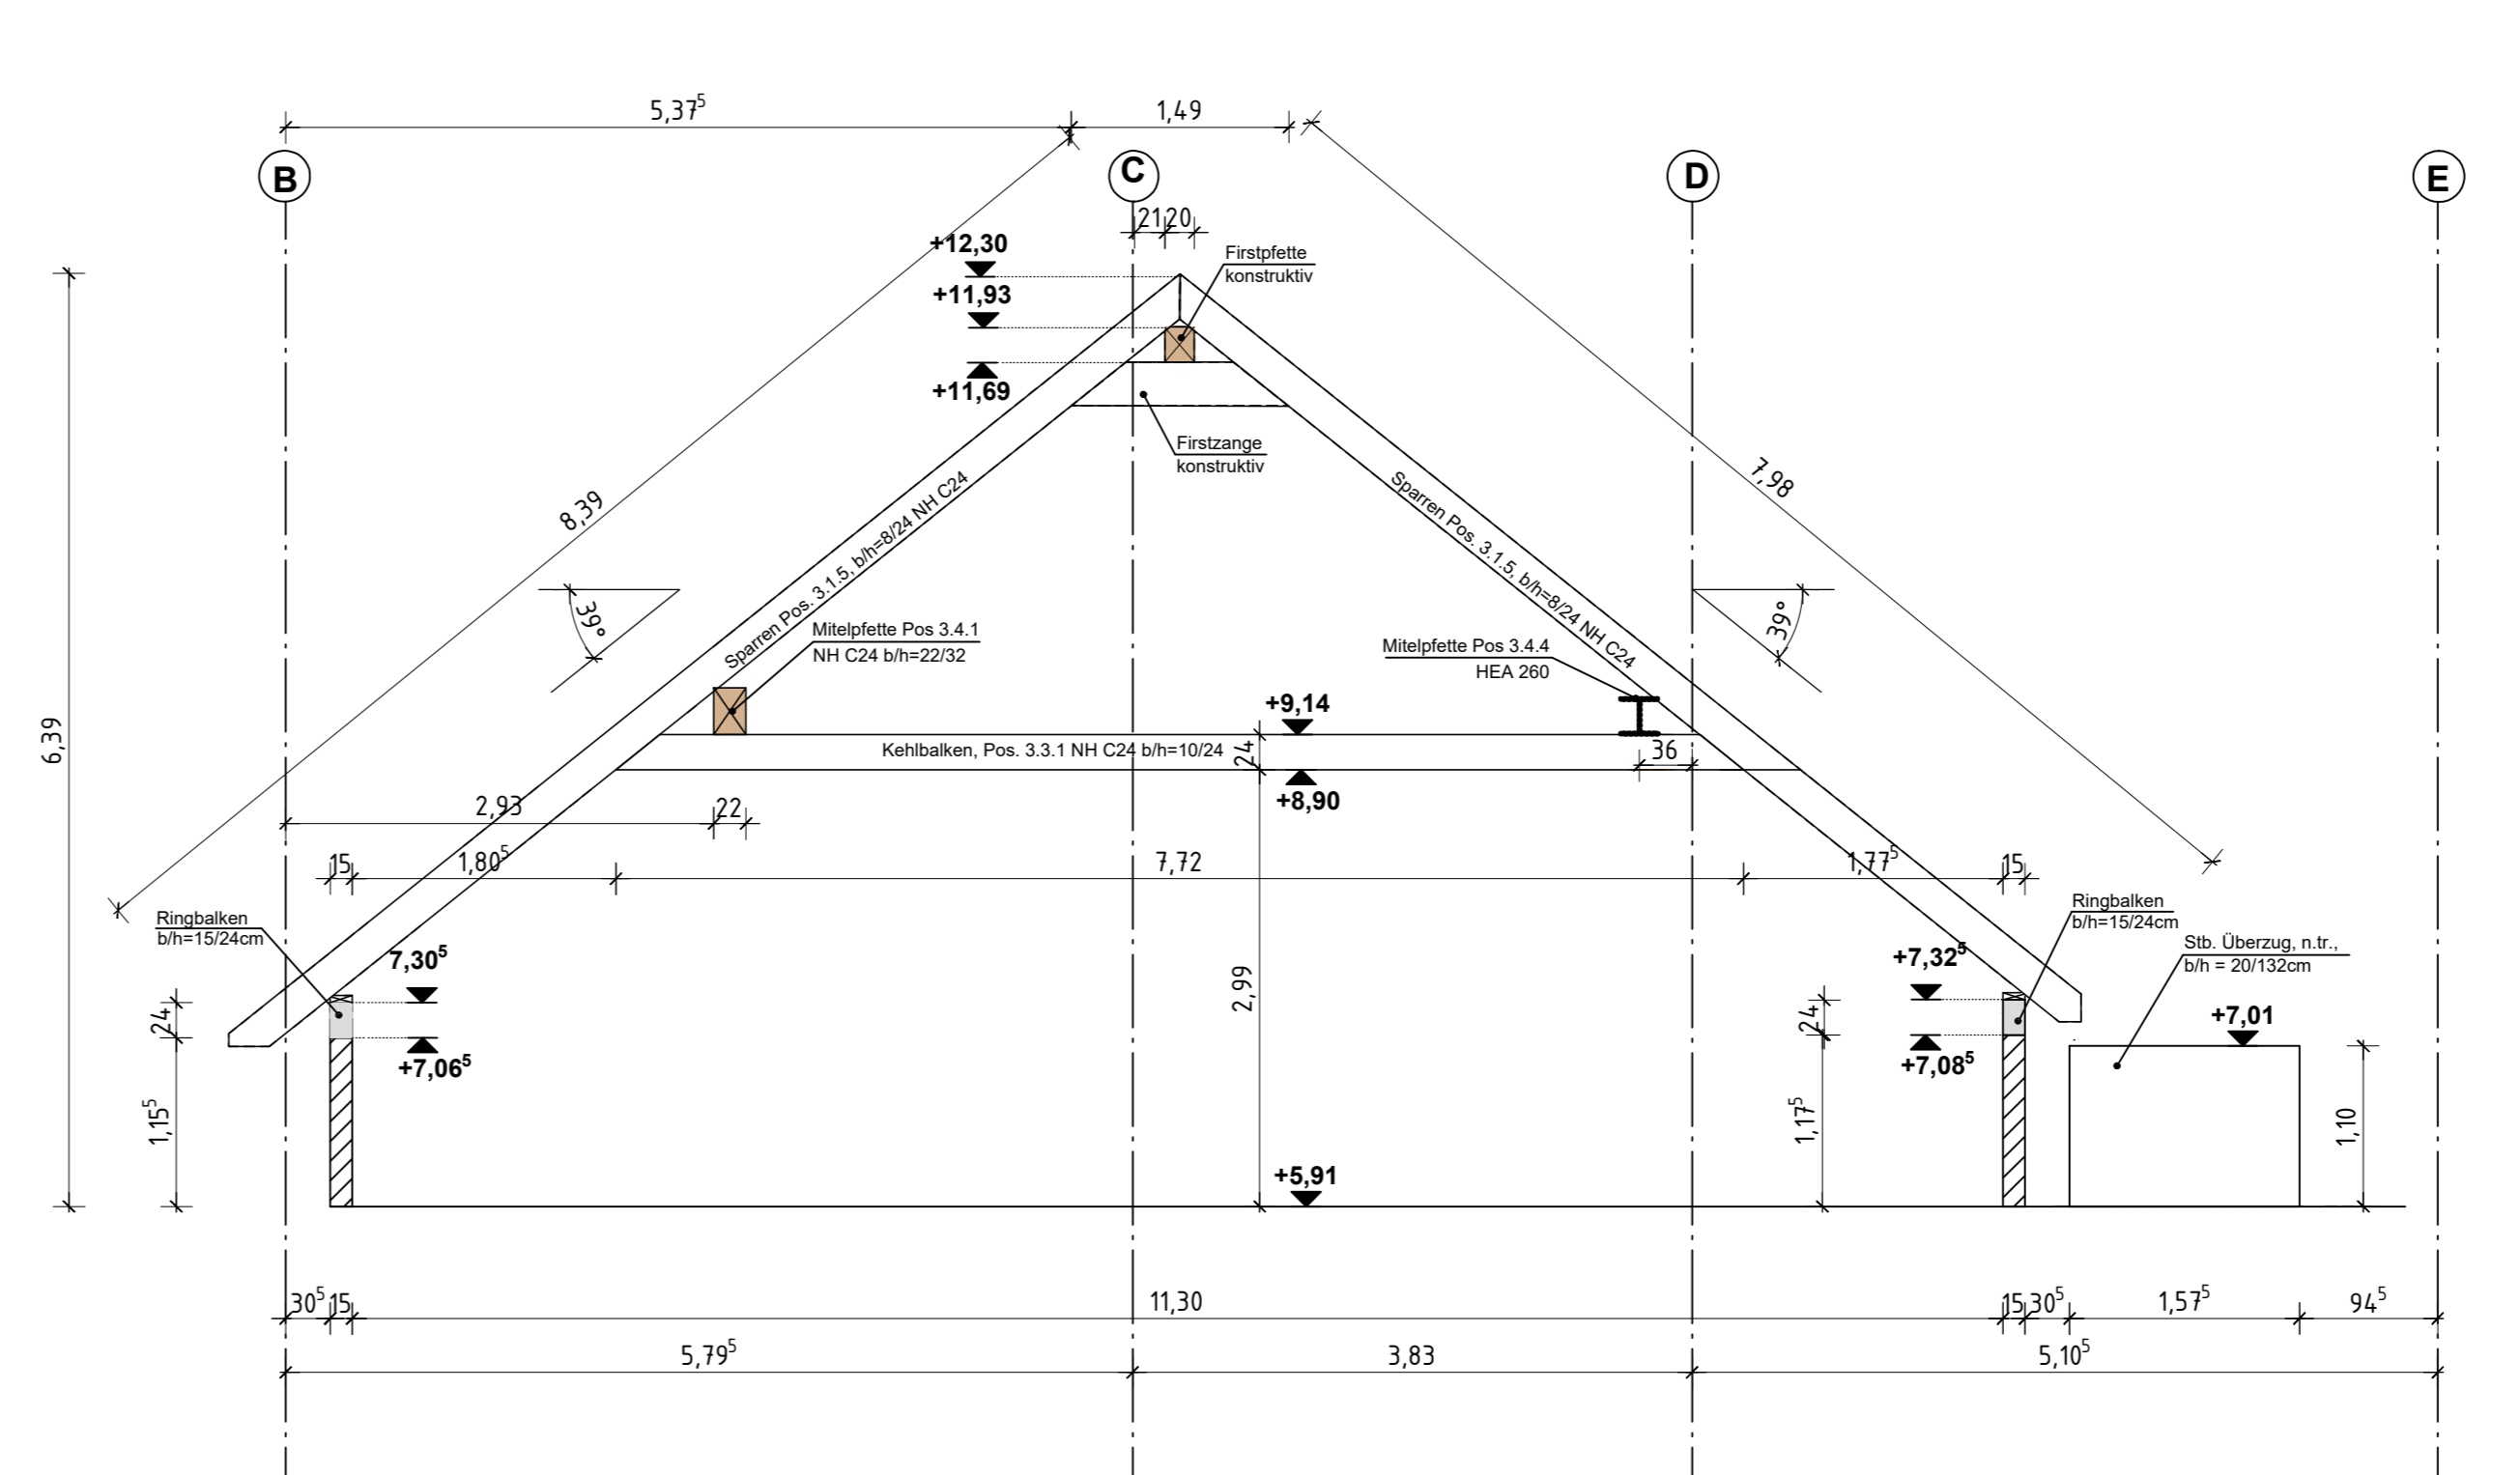 5,37⁵
1,49
B
C
D
E
21
20
+12,30
Firstpfette
konstruktiv
+11,93
+11,69
Firstzange
konstruktiv
8,39
7,98
Sparren Pos. 3.1.5, b/h=8/24 NH C24
Sparren Pos. 3.1.5, b/h=8/24 NH C24
39°
39°
Mitelpfette Pos 3.4.1
NH C24 b/h=22/32
Mitelpfette Pos 3.4.4
HEA 260
6,39
+9,14
Kehlbalken, Pos. 3.3.1 NH C24 b/h=10/24
24
36
+8,90
2,93
22
15
1,80⁵
7,72
1,77⁵
15
Ringbalken
b/h=15/24cm
Ringbalken
b/h=15/24cm
7,30⁵
+7,32⁵
Stb. Überzug, n.tr.,
b/h = 20/132cm
2,99
24
24
+7,01
+7,06⁵
+7,08⁵
1,15⁵
1,17⁵
1,10
+5,91
30⁵
15
11,30
15
30⁵
1,57⁵
94⁵
5,79⁵
3,83
5,10⁵